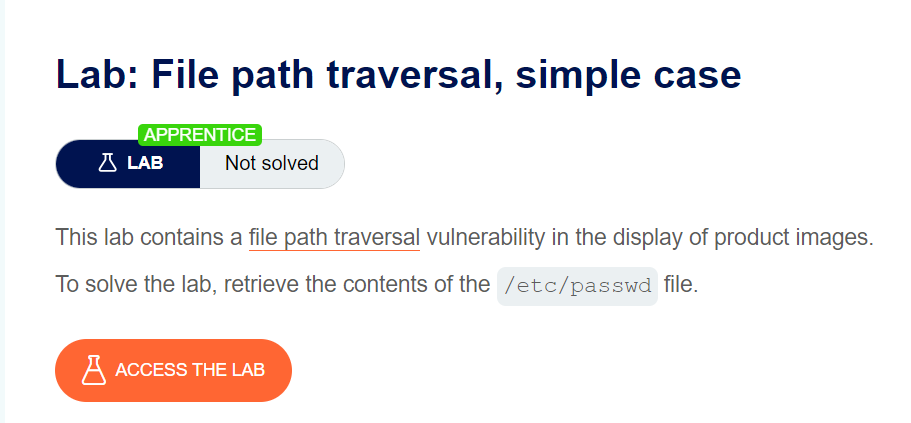 Lab: File path traversal, simple case
APPRENTICE
LAB Not solved
This lab contains a file path traversal vulnerability in the display of product images.
To solve the lab, retrieve the contents of the /etc/passwd file.
ACCESS THE LAB